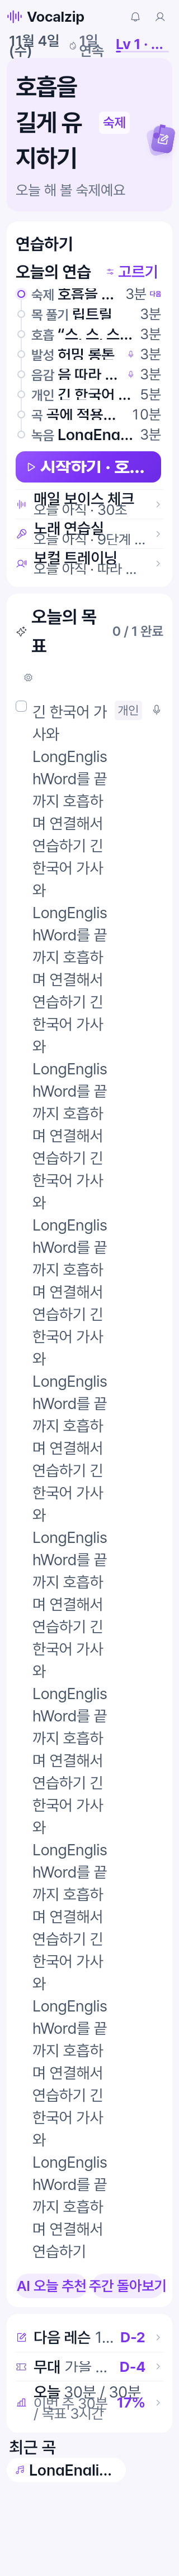 Vocalzip
11월 4일 (수)
1일 연속
Lv 1 · ...
호흡을
길게 유
지하기
숙제
오늘 해 볼 숙제예요
연습하기
오늘의 연습
고르기
숙제 호흡을 ... 3분 다음
목 풀기 립트릴 3분
호흡 “스, 스, 스... 3분
발성 허밍 롱톤 3분
음감 음 따라 ... 3분
개인 긴 한국어 ... 5분
곡 곡에 적용... 10분
녹음 LonaEna... 3분
시작하기 · 호...
매일 보이스 체크
오늘 아직 · 30초
노래 연습실
오늘 아직 · 9단계 ...
보컬 트레이닝
오늘 아직 · 따라 ...
오늘의 목
표
0 / 1 완료
긴 한국어 가
사와
LongEnglis
hWord를 끝
까지 호흡하
며 연결해서
연습하기 긴
한국어 가사
와
LongEnglis
hWord를 끝
까지 호흡하
며 연결해서
연습하기 긴
한국어 가사
와
LongEnglis
hWord를 끝
까지 호흡하
며 연결해서
연습하기 긴
한국어 가사
와
LongEnglis
hWord를 끝
까지 호흡하
며 연결해서
연습하기 긴
한국어 가사
와
LongEnglis
hWord를 끝
까지 호흡하
며 연결해서
연습하기 긴
한국어 가사
와
LongEnglis
hWord를 끝
까지 호흡하
며 연결해서
연습하기 긴
한국어 가사
와
LongEnglis
hWord를 끝
까지 호흡하
며 연결해서
연습하기 긴
한국어 가사
와
LongEnglis
hWord를 끝
까지 호흡하
며 연결해서
연습하기 긴
한국어 가사
와
LongEnglis
hWord를 끝
까지 호흡하
며 연결해서
연습하기 긴
한국어 가사
와
LongEnglis
hWord를 끝
까지 호흡하
며 연결해서
연습하기
개인
AI 오늘 추천 주간 돌아보기
다음 레슨 1... D-2
무대 가을 ... D-4
오늘 30분 / 30분
이번 주 30분 / 목표 3시간
17%
최근 곡
LonaEnali...